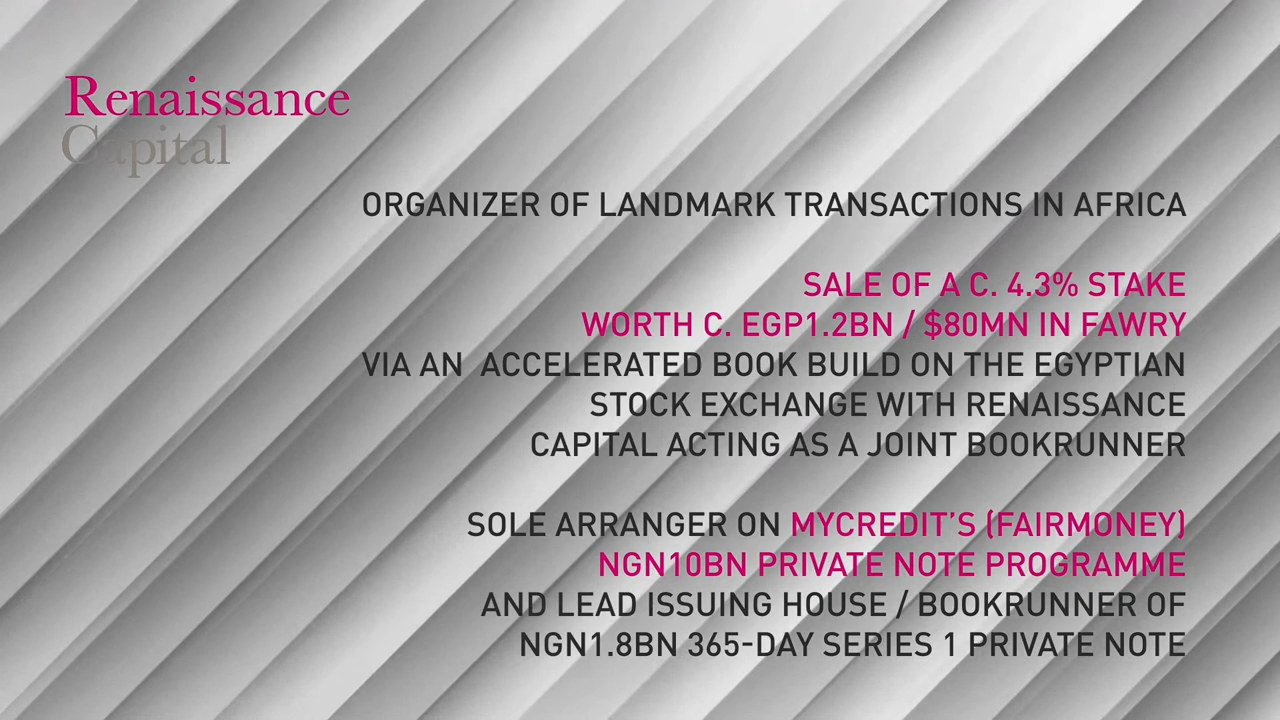 Renaissance
Capital
ORGANIZER OF LANDMARK TRANSACTIONS IN AFRICA
SALE OF A C. 4.3% STAKE
WORTH C. EGP1.2BN / $80MN IN FAWRY
VIA AN ACCELERATED BOOK BUILD ON THE EGYPTIAN
STOCK EXCHANGE WITH RENAISSANCE
CAPITAL ACTING AS A JOINT BOOKRUNNER
SOLE ARRANGER ON MYCREDIT'S (FAIRMONEY)
NGN10BN PRIVATE NOTE PROGRAMME
AND LEAD ISSUING HOUSE / BOOKRUNNER OF
NGN1.8BN 365-DAY SERIES 1 PRIVATE NOTE